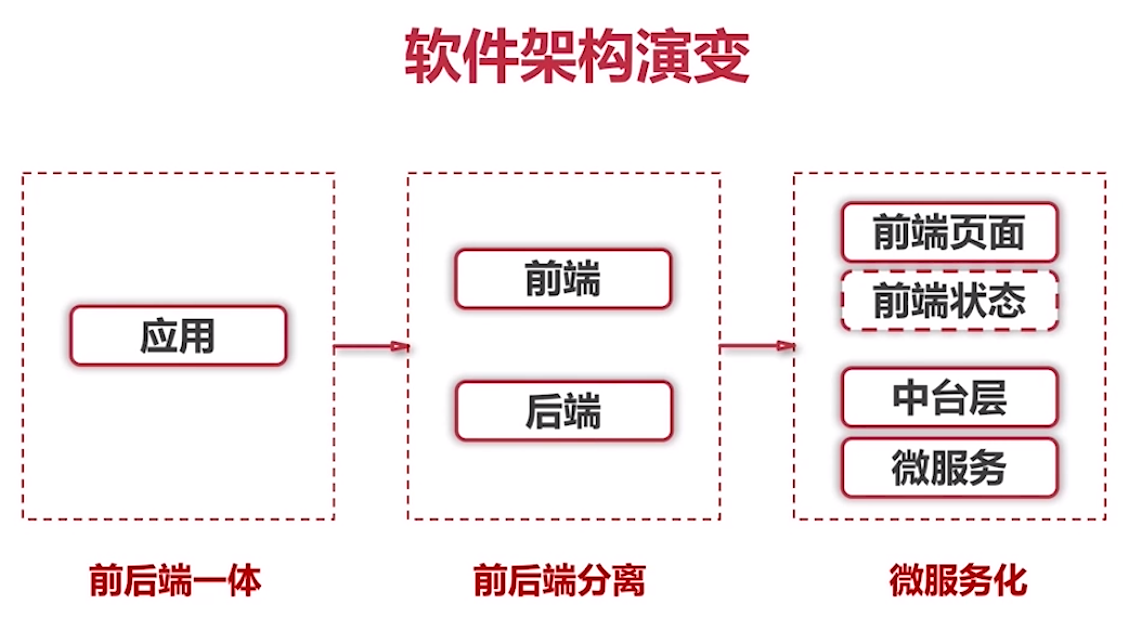 软件架构演变
应用
前后端一体
前端
后端
前后端分离
前端页面
前端状态
中台层
微服务
微服务化